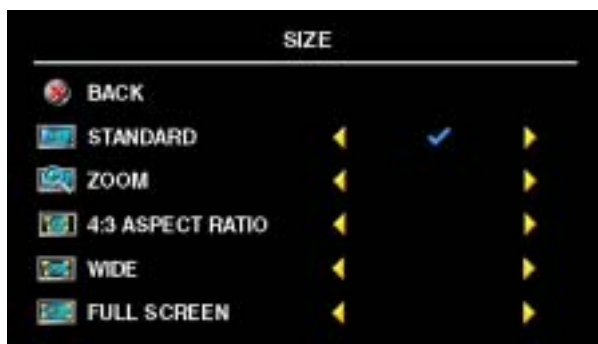 SIZE
BACK
STANDARD
ZOOM
4:3 ASPECT RATIO
WIDE
FULL SCREEN